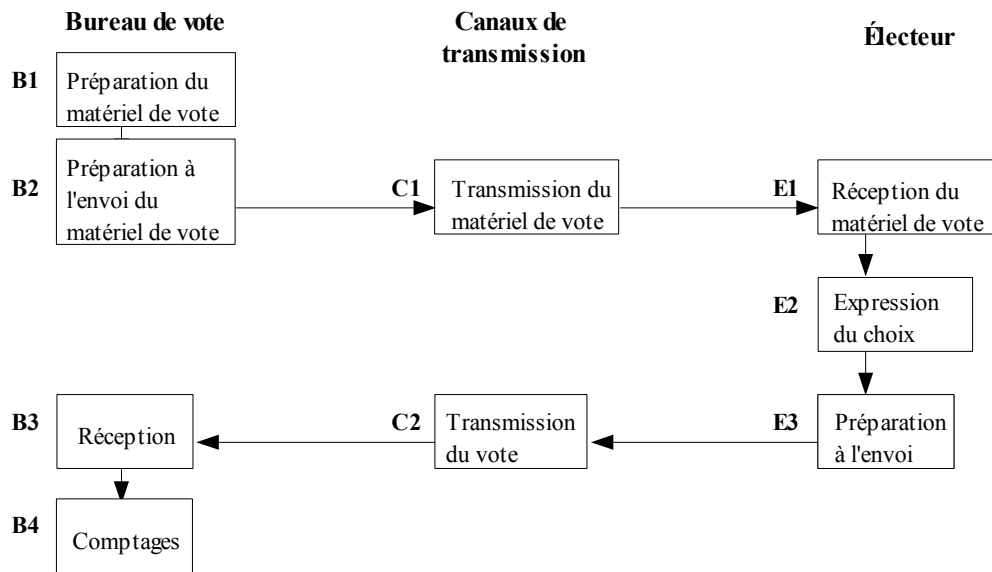 Bureau de vote
Canaux de
transmission
Électeur
B1
Préparation du
matériel de vote
B2
Préparation à
l'envoi du
matériel de vote
C1
Transmission du
matériel de vote
E1
Réception du
matériel de vote
E2
Expression
du choix
B3
Réception
C2
Transmission
du vote
E3
Préparation
à l'envoi
B4
Comptages